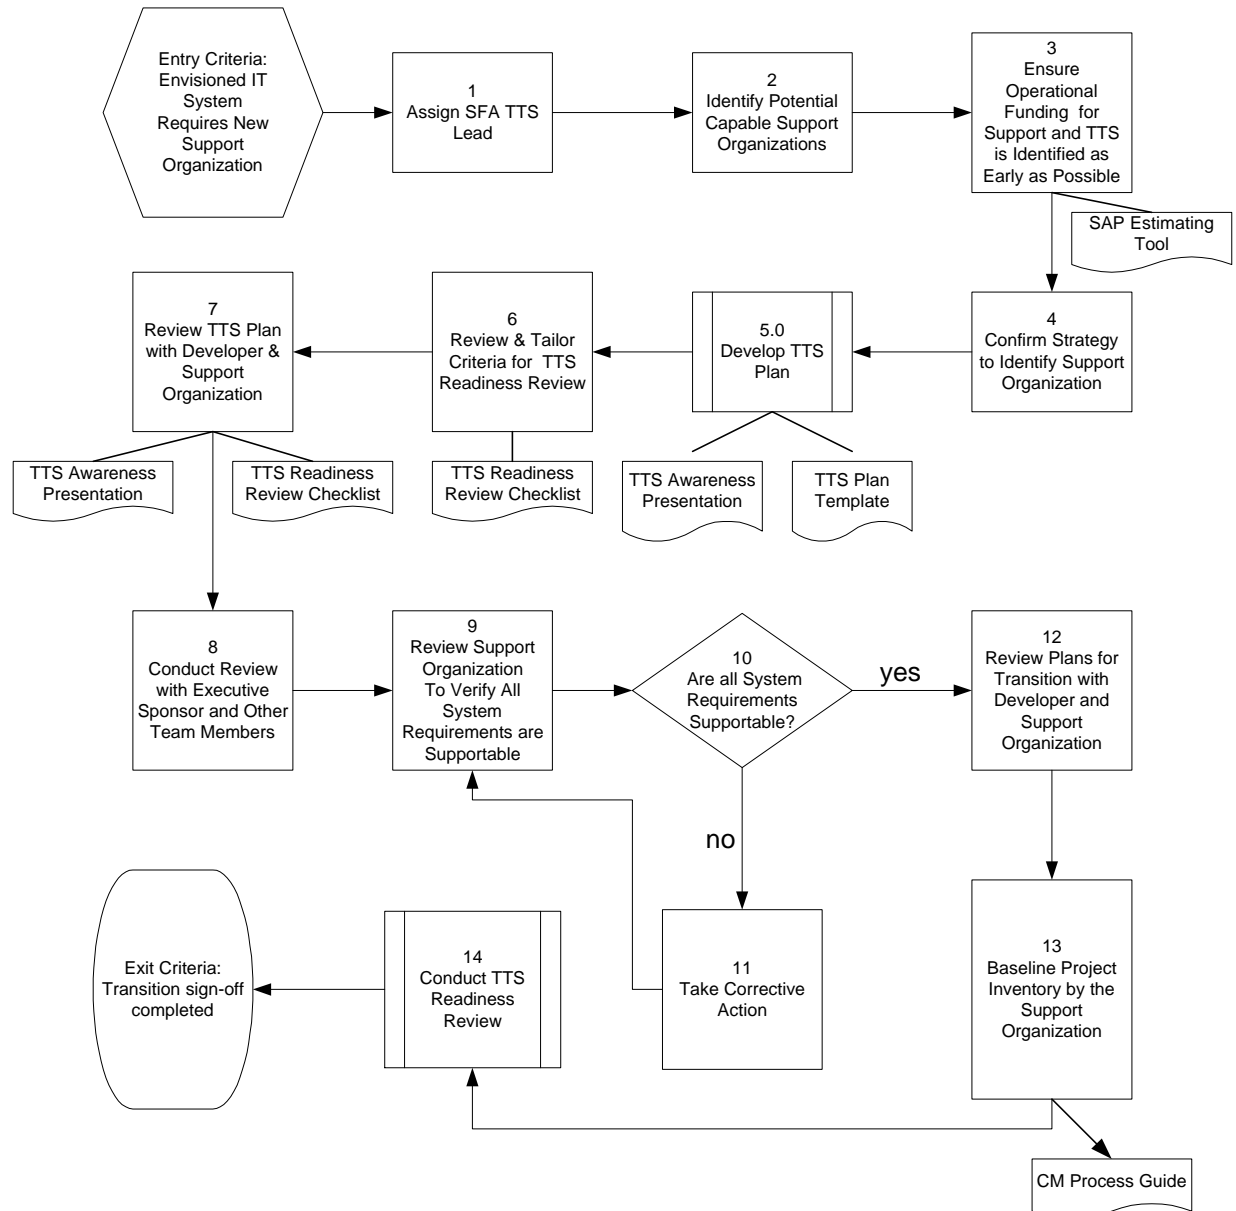 Entry Criteria:
Envisioned IT
System
Requires New
Support
Organization
1
Assign SFA TTS
Lead
2
Identify Potential
Capable Support
Organizations
3
Ensure
Operational
Funding for
Support and TTS
is Identified as
Early as Possible
SAP Estimating
Tool
4
Confirm Strategy
to Identify Support
Organization
5.0
Develop TTS
Plan
TTS Awareness
Presentation
TTS Plan
Template
6
Review & Tailor
Criteria for TTS
Readiness Review
TTS Readiness
Review Checklist
7
Review TTS Plan
with Developer &
Support
Organization
TTS Awareness
Presentation
TTS Readiness
Review Checklist
8
Conduct Review
with Executive
Sponsor and Other
Team Members
9
Review Support
Organization
To Verify All
System
Requirements are
Supportable
10
Are all System
Requirements
Supportable?
yes
no
11
Take Corrective
Action
12
Review Plans for
Transition with
Developer and
Support
Organization
13
Baseline Project
Inventory by the
Support
Organization
CM Process Guide
14
Conduct TTS
Readiness
Review
Exit Criteria:
Transition sign-off
completed